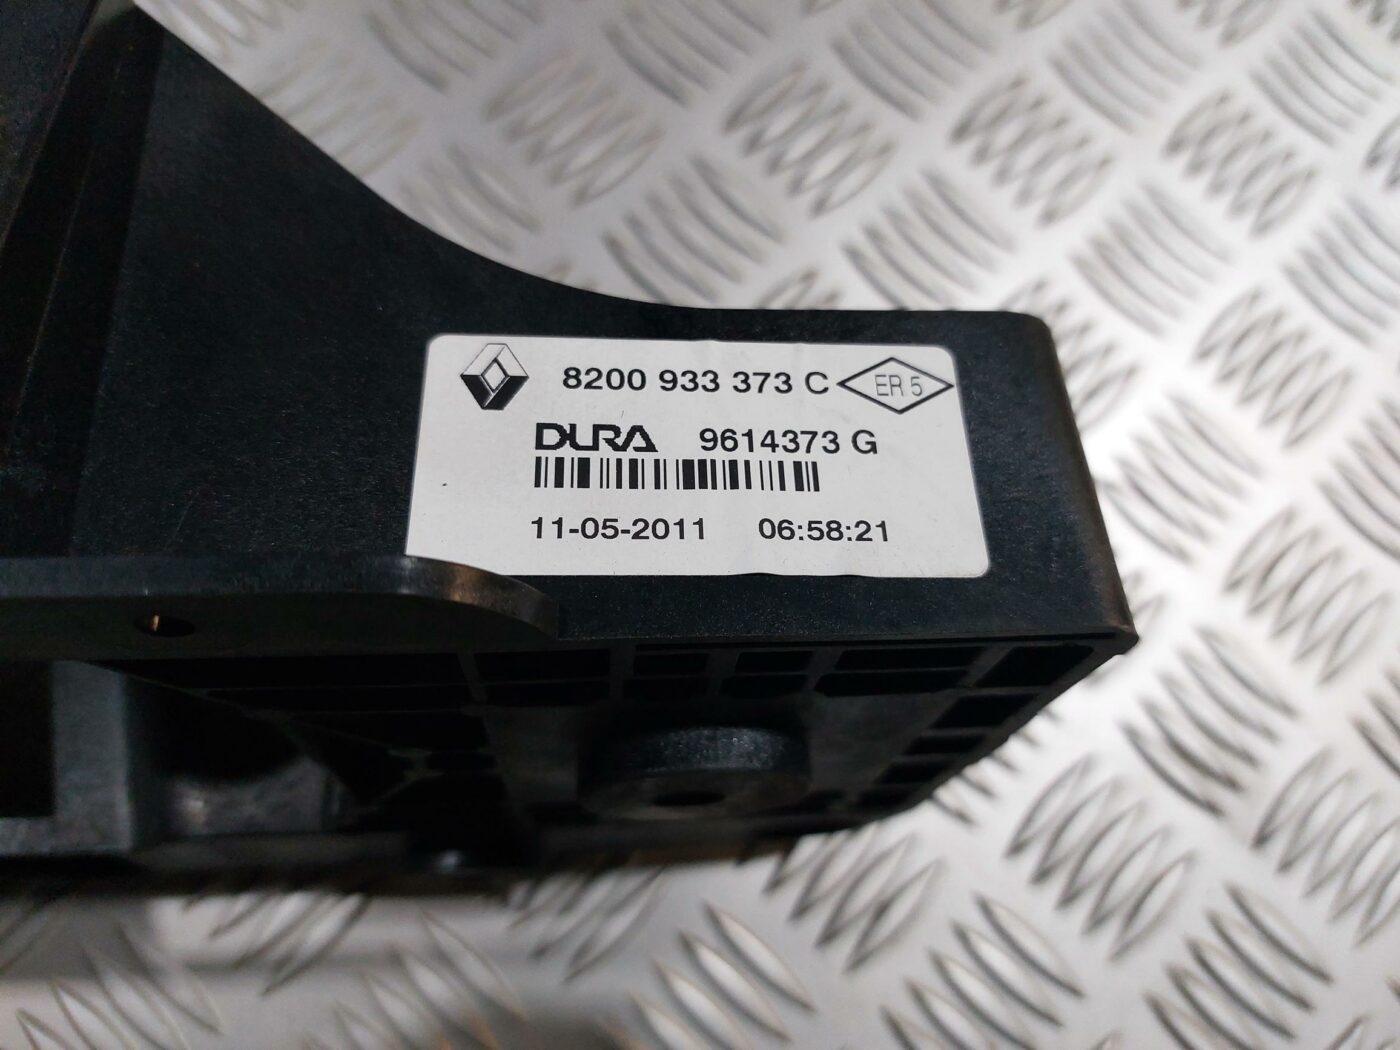 8200 933 373 C ER 5
DURA 9614373 G
11-05-2011 06:58:21